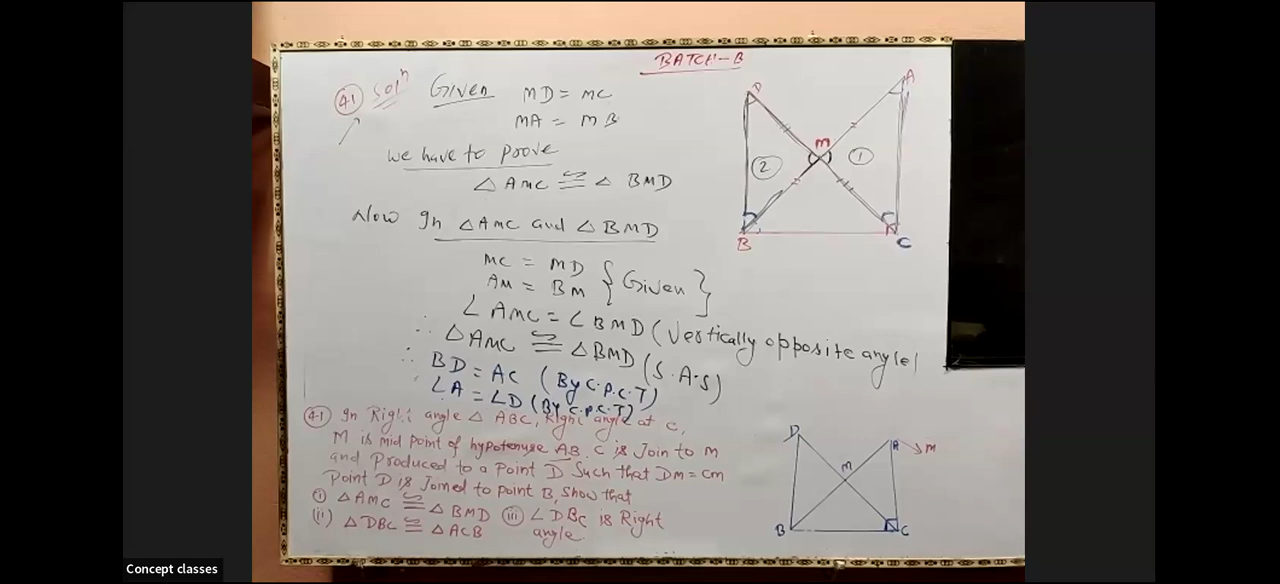 BATCH-B
41 Solⁿ Given MD = MC
MA = MB
we have to proove
△ AMC ≅ △ BMD
Now In △AMC and △BMD
MC = MD
AM = BM { Given }
∠ AMC = ∠ BMD (Vertically opposite angle)
∴ △AMC ≅ △BMD (S.A.S)
∴ BD = AC (By C.P.C.T)
∴ ∠A = ∠D (By C.P.C.T)
41 In Right angle △ ABC, Right angle at C,
M is mid point of hypotenuse AB. C is Join to M
and Produced to a Point D Such that DM = CM
Point D is Joined to point B, Show that
(i) △AMC ≅ △BMD (iii) ∠DBC is Right
(ii) △DBC ≅ △ACB angle.
D
A
M
2
1
B
C
D
A
M
M
B
C
Concept classes